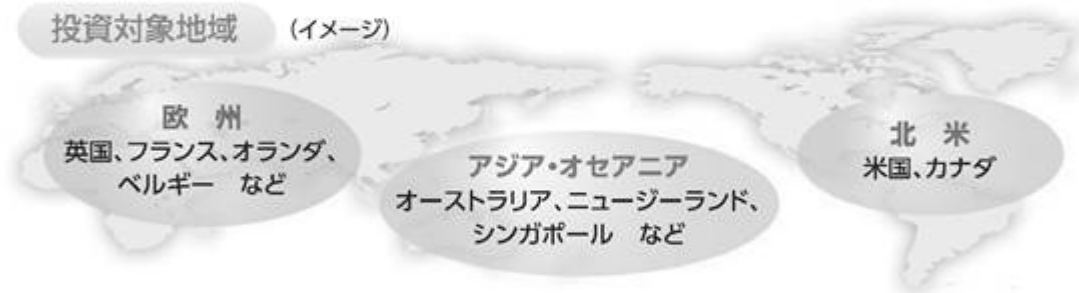 投資対象地域 (イメージ)
欧 州
英国、フランス、オランダ、
ベルギー など
アジア・オセアニア
オーストラリア、ニュージーランド、
シンガポール など
北 米
米国、カナダ